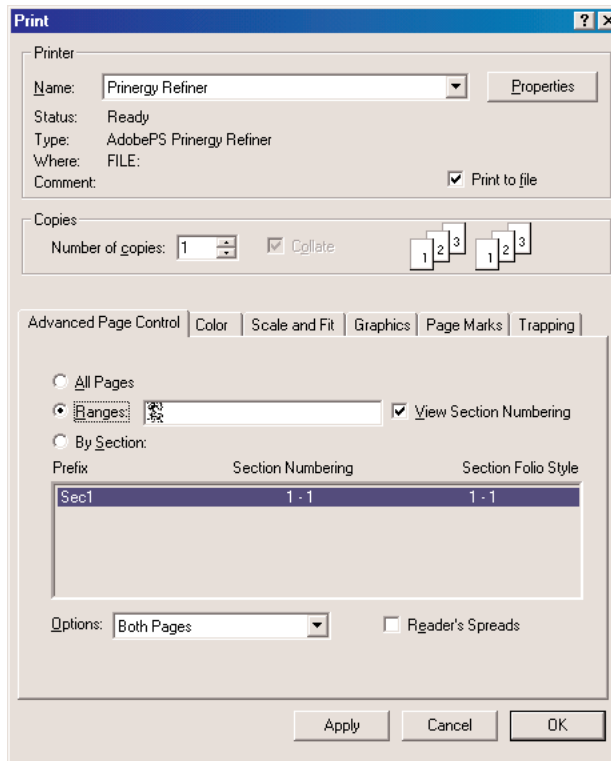 Print
Printer
Name: Prinergy Refiner Properties
Status: Ready
Type: AdobePS Prinergy Refiner
Where: FILE:
Comment: Print to file
Copies
Number of copies: 1 Collate 1 2 3 1 2 3
Advanced Page Control Color Scale and Fit Graphics Page Marks Trapping
All Pages
Ranges: View Section Numbering
By Section:
Prefix Section Numbering Section Folio Style
Sec1 1 - 1 1 - 1
Options: Both Pages Reader's Spreads
Apply Cancel OK